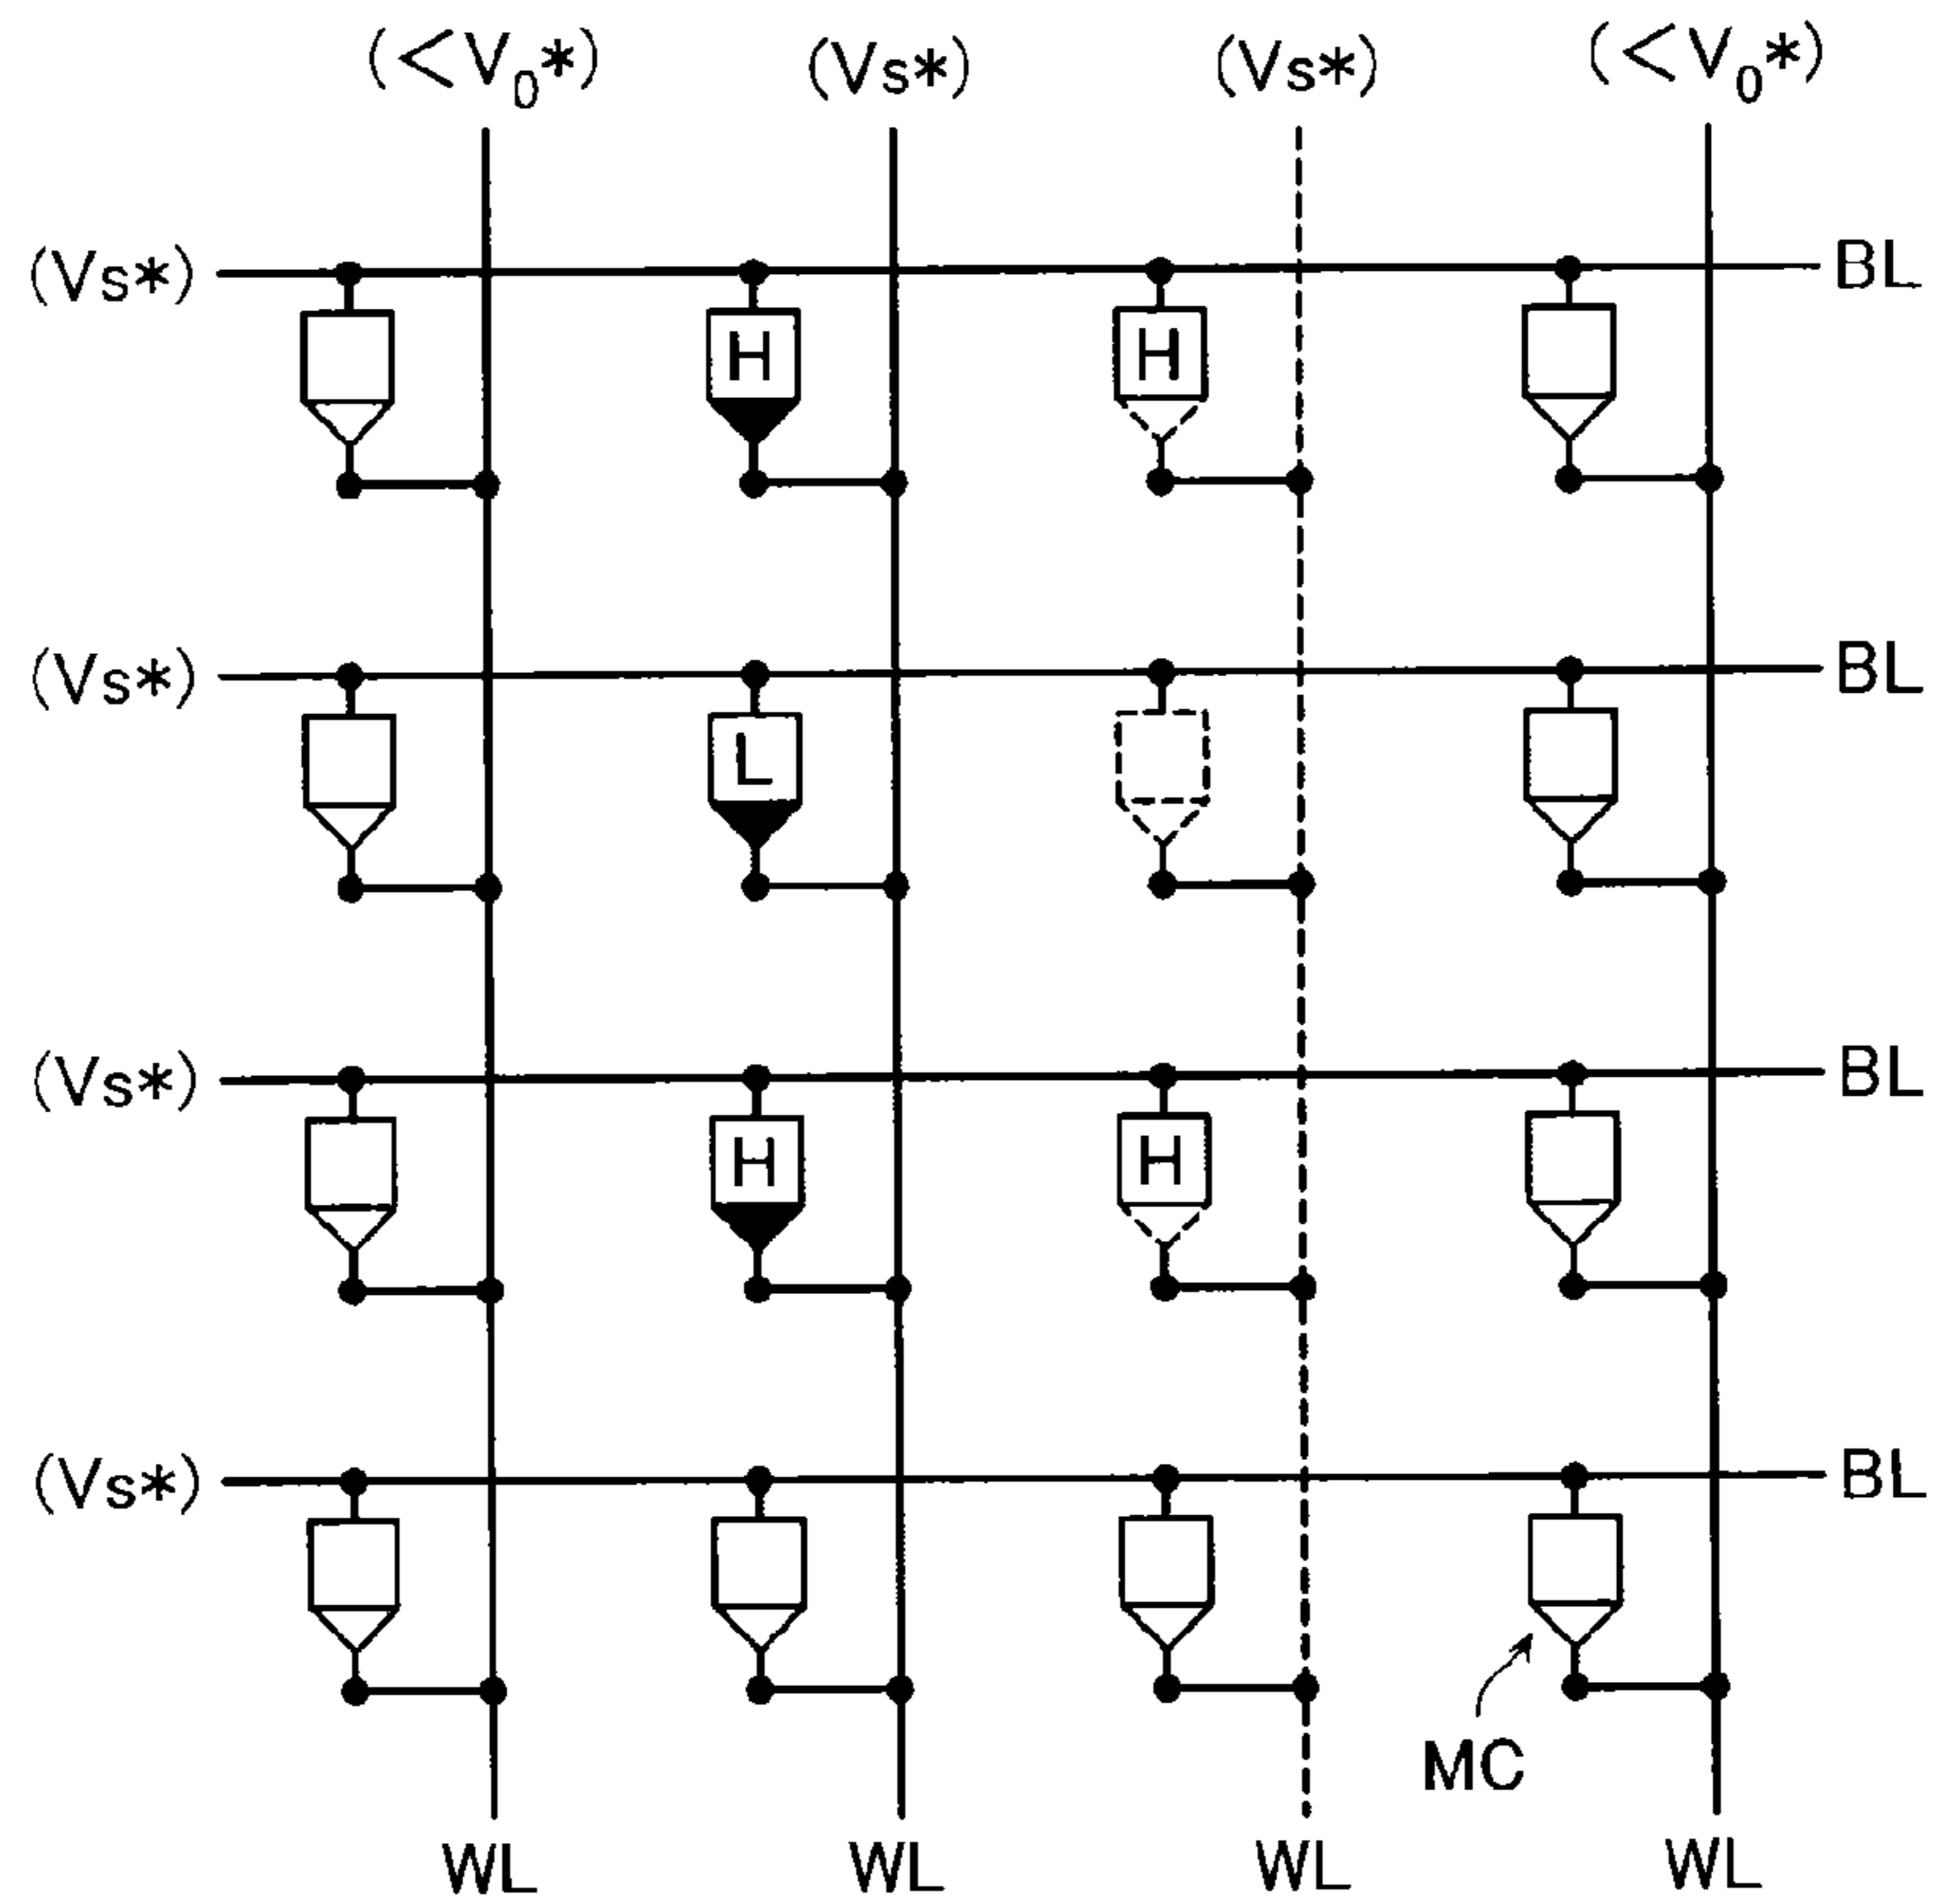 (<V₀*) (Vs*) (Vs*) (<V₀*)
(Vs*) BL
H H
(Vs*) BL
L
(Vs*) BL
H H
(Vs*) BL
MC
WL WL WL WL